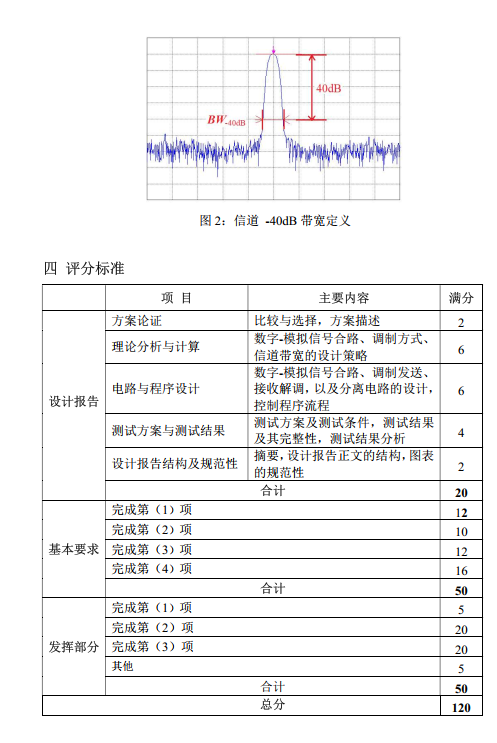 40dB
BW-40dB
图 2：信道 -40dB 带宽定义
四 评分标准
项 目 主要内容 满分
设计报告
方案论证 比较与选择，方案描述 2
理论分析与计算 数字-模拟信号合路、调制方式、
信道带宽的设计策略 6
电路与程序设计 数字-模拟信号合路、调制发送、
接收解调，以及分离电路的设计，
控制程序流程 6
测试方案与测试结果 测试方案及测试条件，测试结果
及其完整性，测试结果分析 4
设计报告结构及规范性 摘要，设计报告正文的结构，图表
的规范性 2
合计 20
基本要求
完成第（1）项 12
完成第（2）项 10
完成第（3）项 12
完成第（4）项 16
合计 50
发挥部分
完成第（1）项 5
完成第（2）项 20
完成第（3）项 20
其他 5
合计 50
总分 120